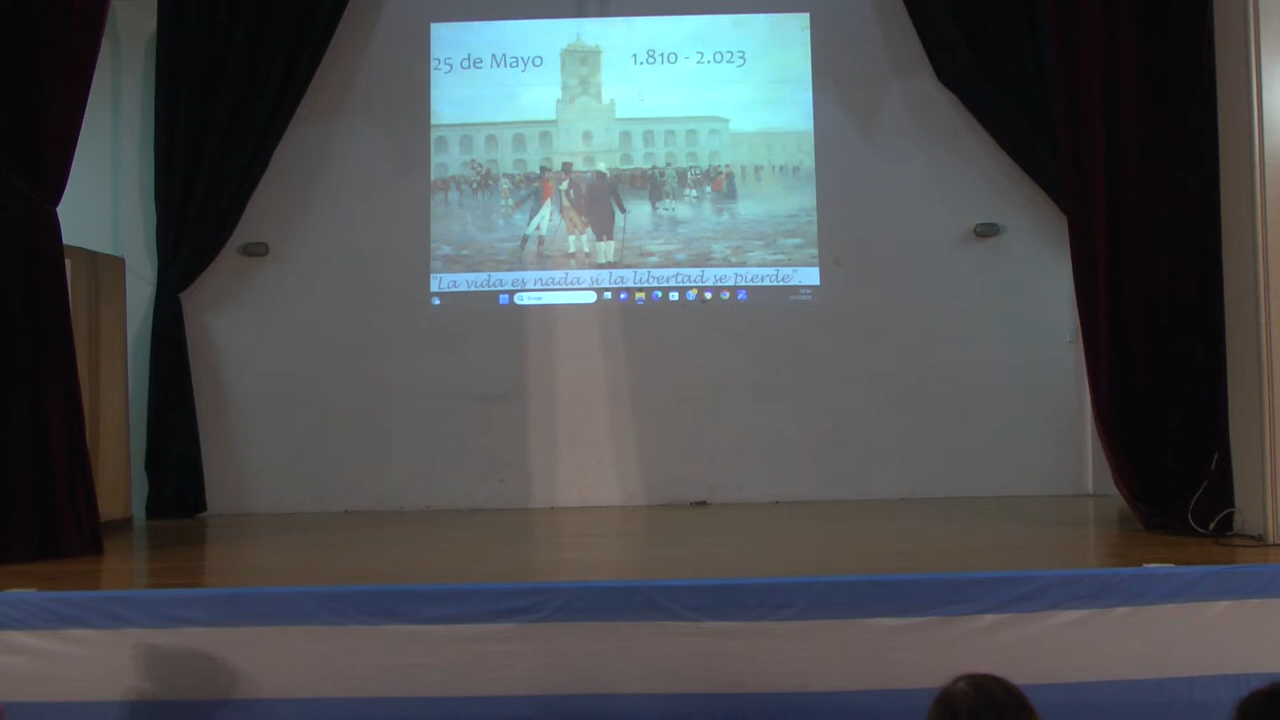 25 de Mayo 1.810 - 2.023
"La vida es nada si la libertad se pierde".